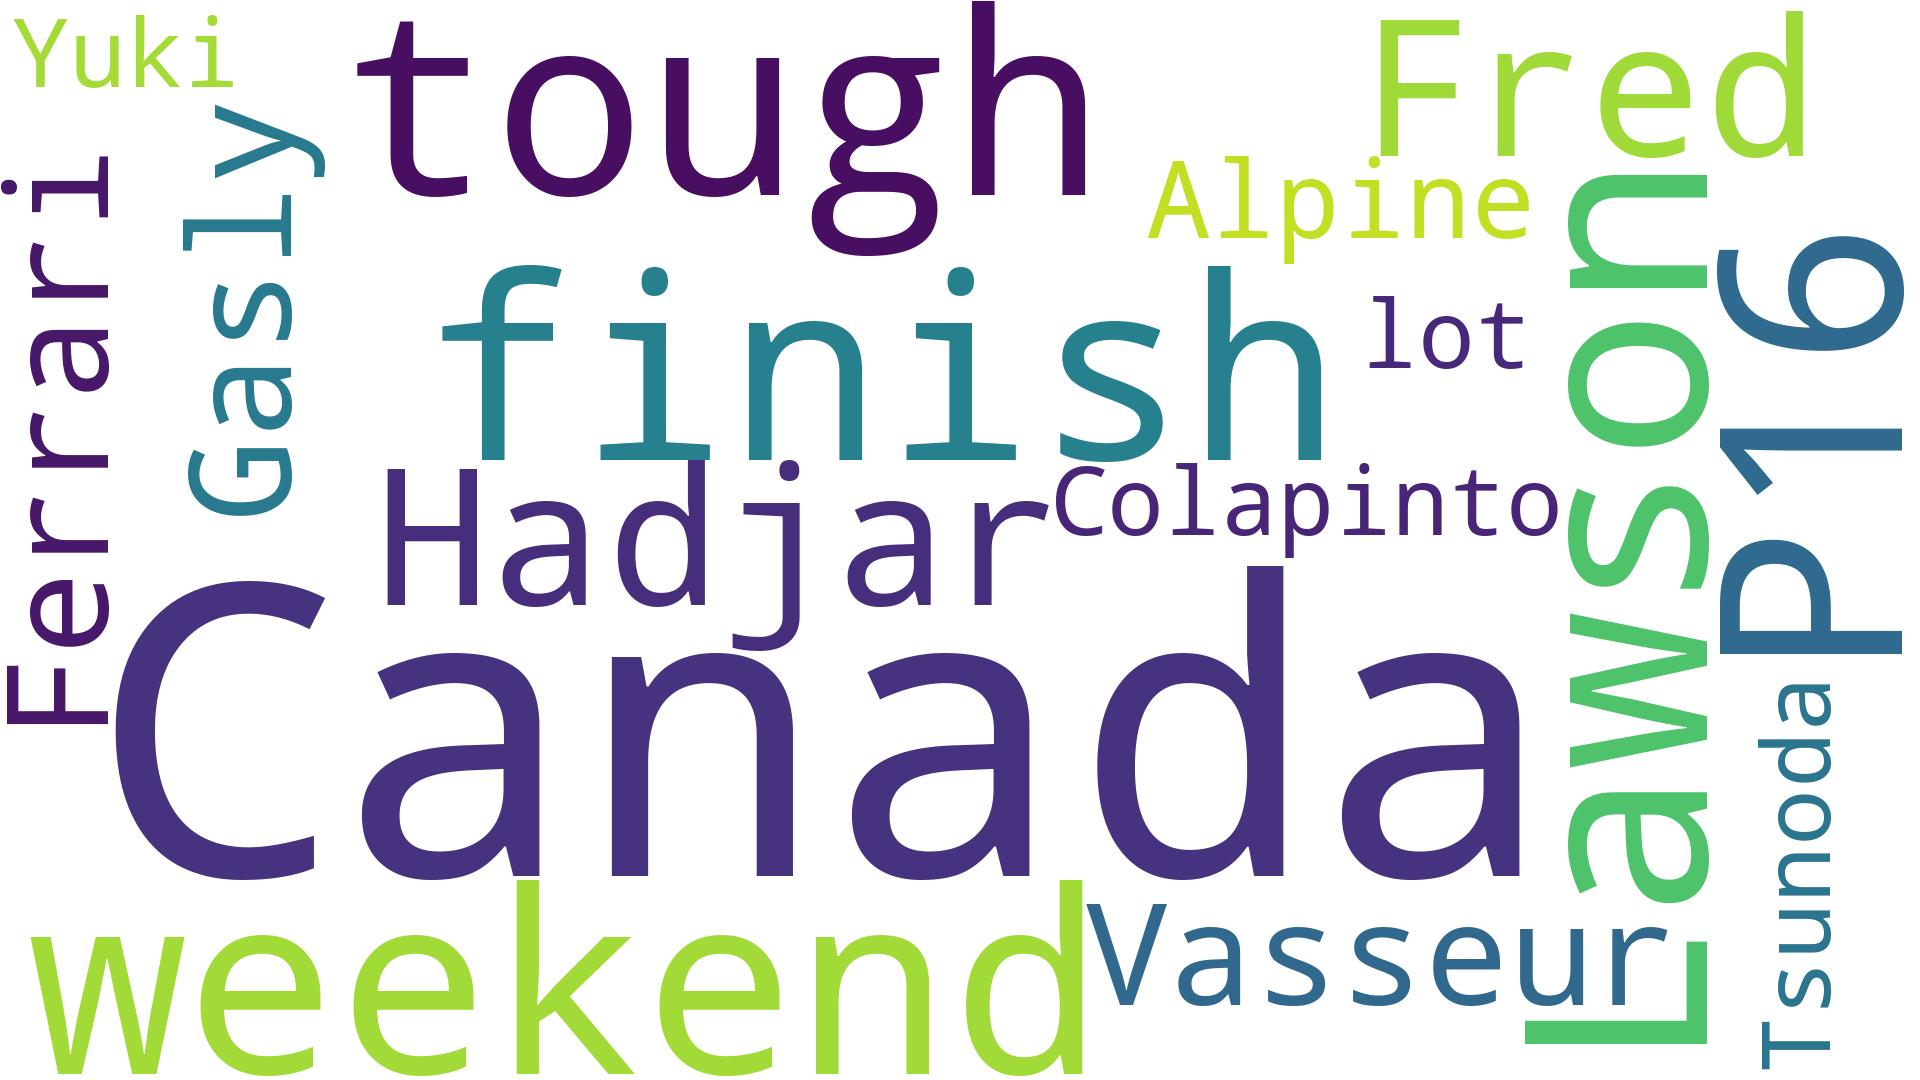 Yuki
tough
Fred
Gasly
Ferrari
Alpine
Lawson
P16
finish
lot
Hadjar
Colapinto
Canada
Tsunoda
weekend
Vasseur